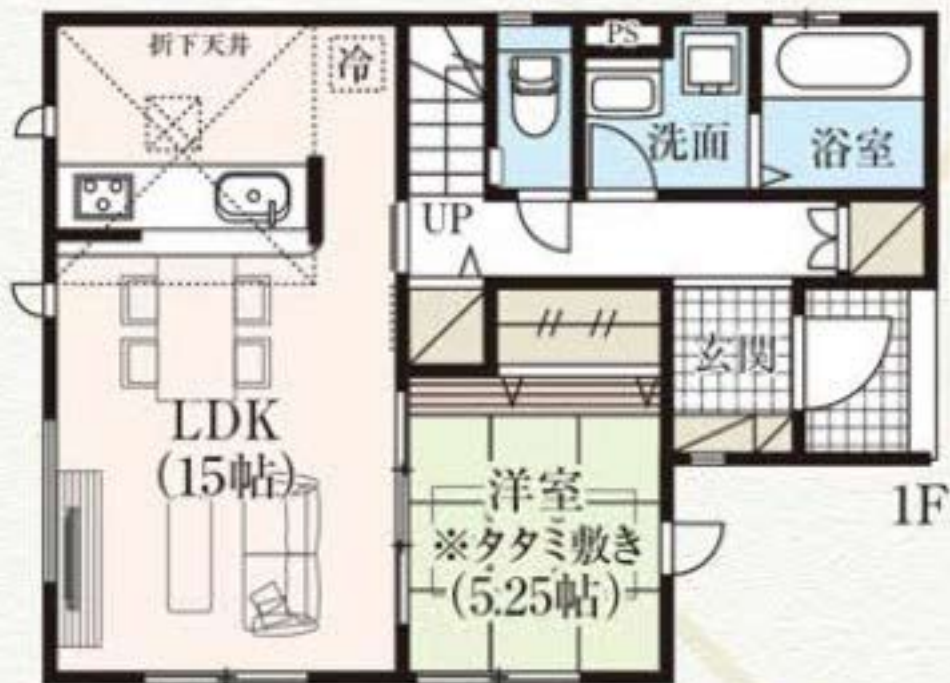 折下天井
冷
PS
洗面
浴室
UP
玄関
LDK
(15帖)
洋室
※タタミ敷き
(5.25帖)
1F